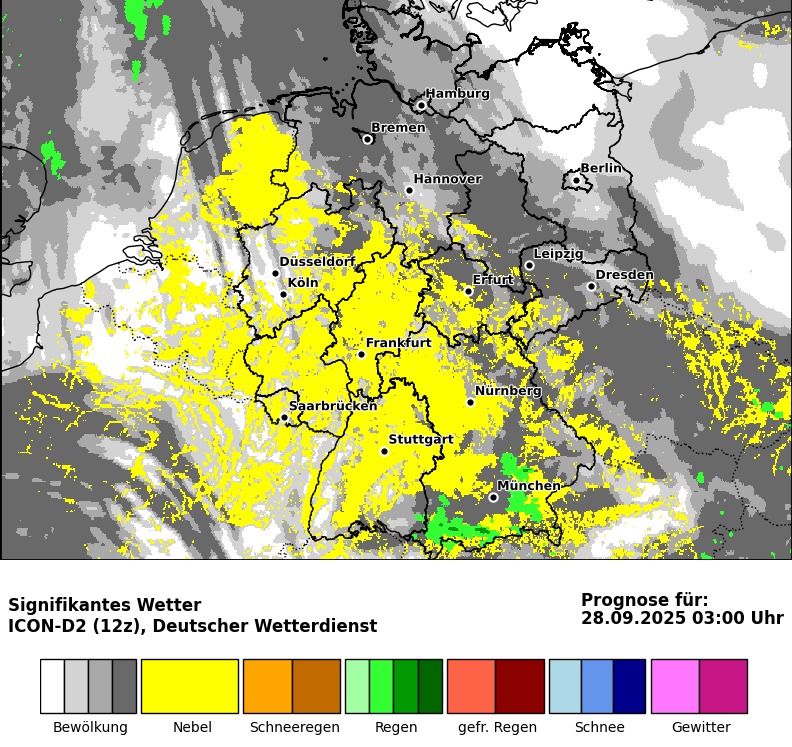 Hamburg
Bremen
Berlin
Hannover
Leipzig
Düsseldorf
Dresden
Köln
Erfurt
Frankfurt
Nürnberg
Saarbrücken
Stuttgart
München
Signifikantes Wetter
ICON-D2 (12z), Deutscher Wetterdienst
Prognose für:
28.09.2025 03:00 Uhr
Bewölkung Nebel Schneeregen Regen gefr. Regen Schnee Gewitter